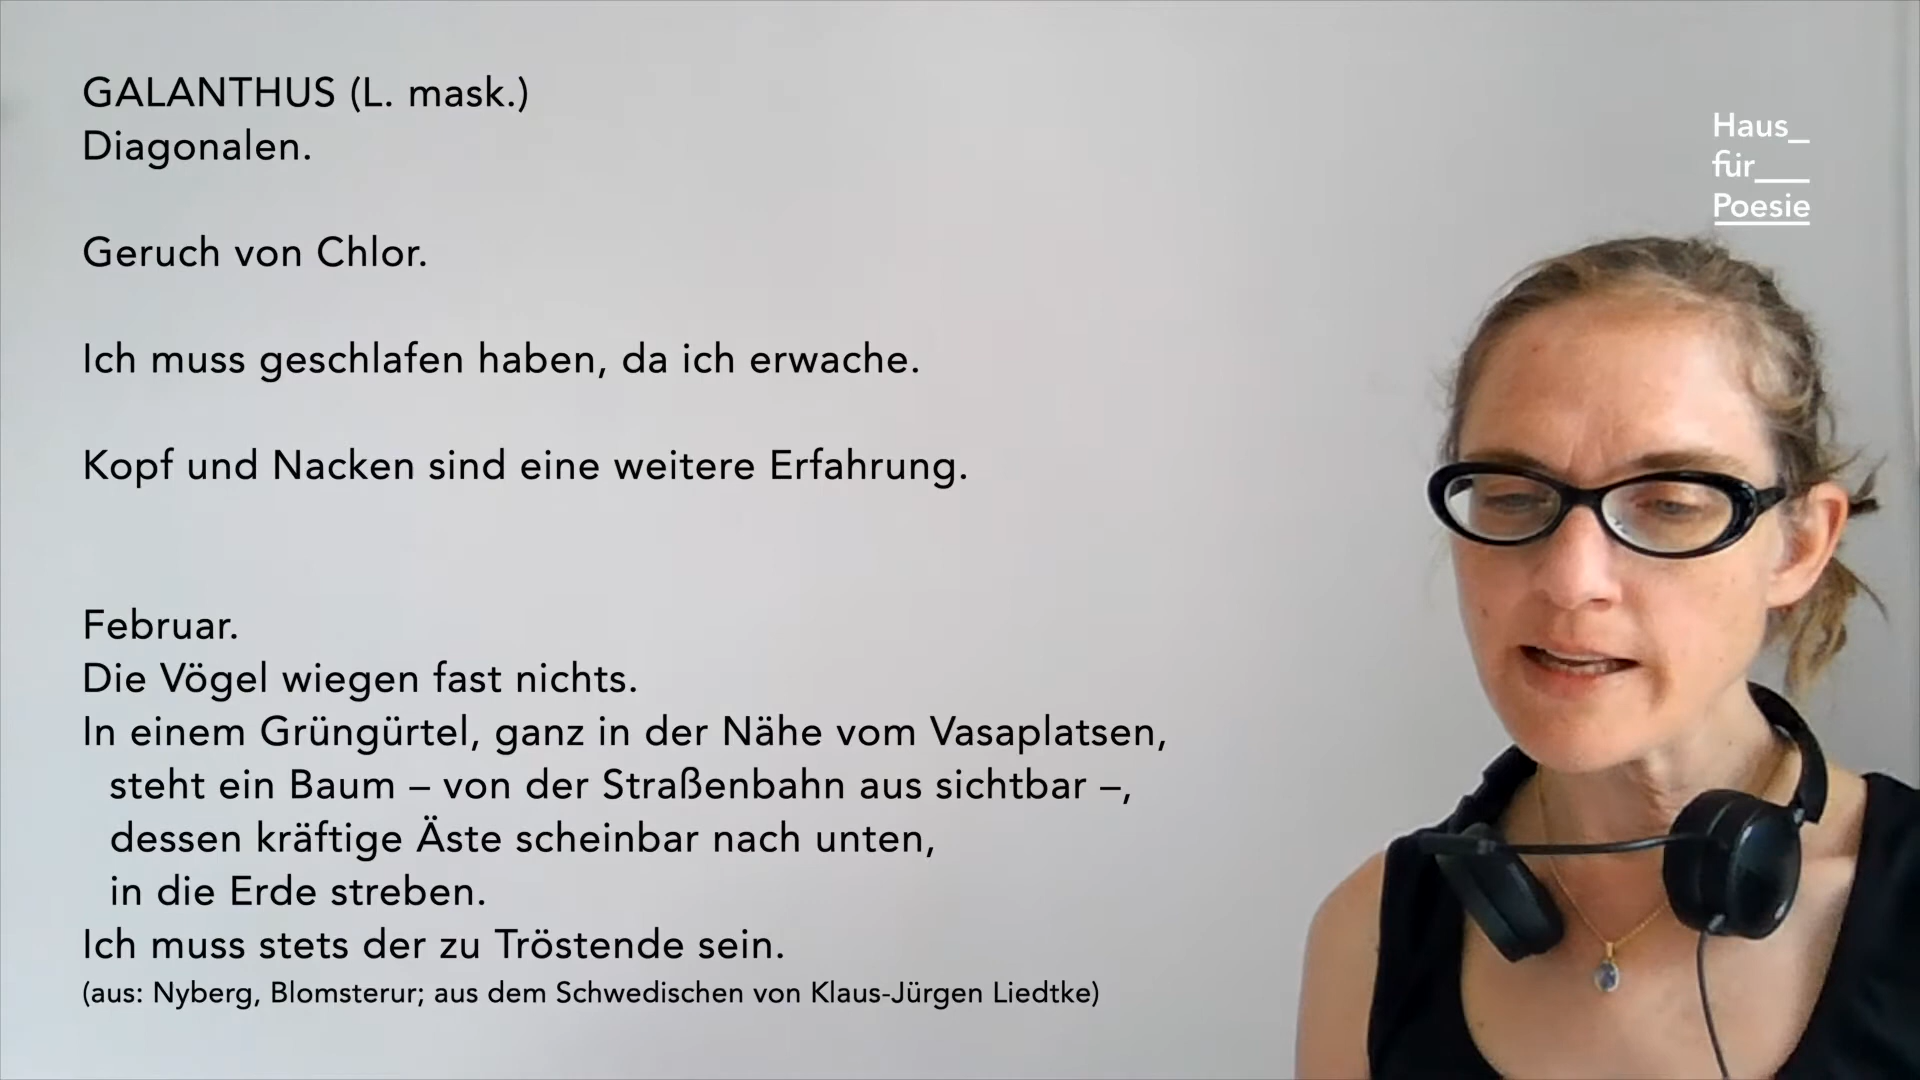 GALANTHUS (L. mask.)
Diagonalen.
Geruch von Chlor.
Ich muss geschlafen haben, da ich erwache.
Kopf und Nacken sind eine weitere Erfahrung.
Februar.
Die Vögel wiegen fast nichts.
In einem Grüngürtel, ganz in der Nähe vom Vasaplatsen,
steht ein Baum – von der Straßenbahn aus sichtbar –,
dessen kräftige Äste scheinbar nach unten,
in die Erde streben.
Ich muss stets der zu Tröstende sein.
(aus: Nyberg, Blomsterur; aus dem Schwedischen von Klaus-Jürgen Liedtke)
Haus_
für___
Poesie